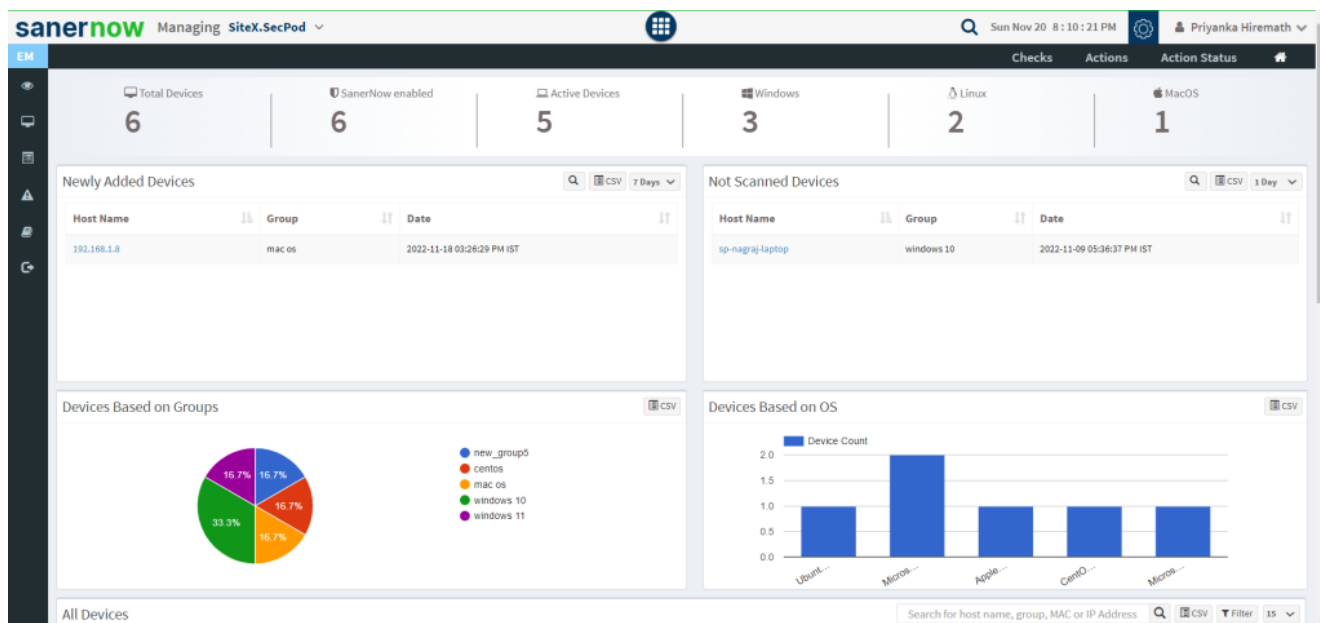 sanernow Managing SiteX.SecPod Sun Nov 20 8 : 10 : 21 PM Priyanka Hiremath
EM Checks Actions Action Status
Total Devices SanerNow enabled Active Devices Windows Linux MacOS
6 6 5 3 2 1
Newly Added Devices CSV 7 Days
Host Name Group Date
192.168.1.8 mac os 2022-11-18 03:26:29 PM IST
Not Scanned Devices CSV 1 Day
Host Name Group Date
sp-nagraj-laptop windows 10 2022-11-09 05:36:37 PM IST
Devices Based on Groups CSV
16.7% 16.7%
16.7%
33.3%
16.7%
new_group5
centos
mac os
windows 10
windows 11
Devices Based on OS CSV
Device Count
2.0
1.5
1.0
0.5
0.0
Ubunt... Micros... Apple... CentO... Micros...
All Devices Search for host name, group, MAC or IP Address CSV Filter 15